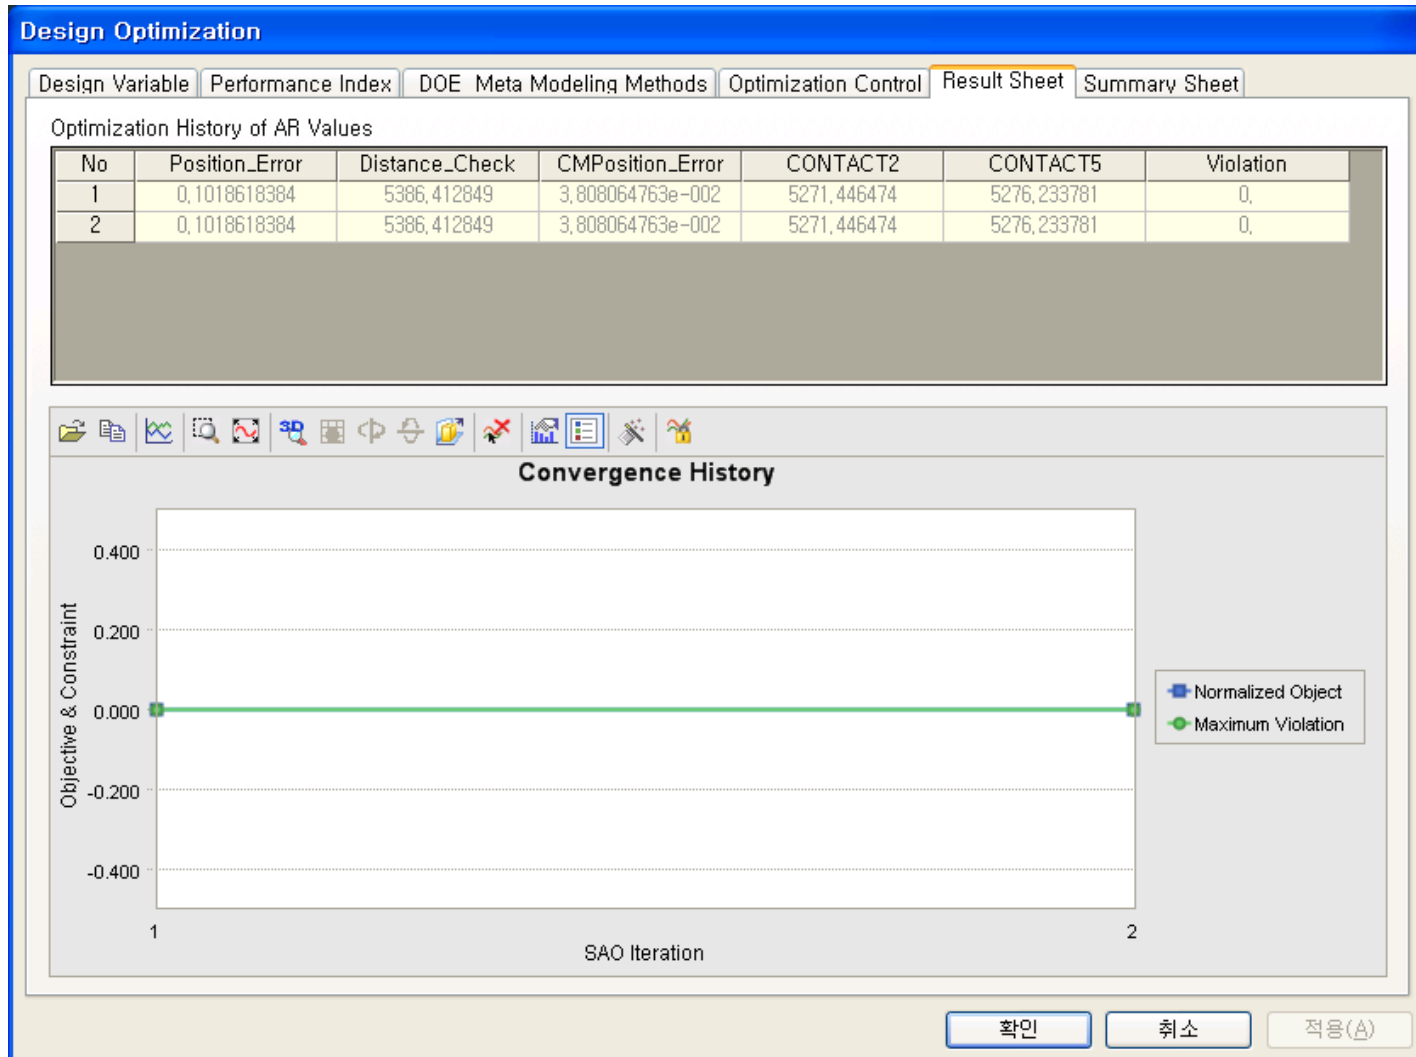 Design Optimization
Design Variable Performance Index DOE Meta Modeling Methods Optimization Control Result Sheet Summary Sheet
Optimization History of AR Values
No Position_Error Distance_Check CMPosition_Error CONTACT2 CONTACT5 Violation
1 0,1018618384 5386,412849 3,808064763e-002 5271,446474 5276,233781 0,
2 0,1018618384 5386,412849 3,808064763e-002 5271,446474 5276,233781 0,
3D
Convergence History
0.400
0.200
0.000
-0.200
-0.400
Objective & Constraint
Normalized Object
Maximum Violation
1 2
SAO Iteration
확인 취소 적용(A)